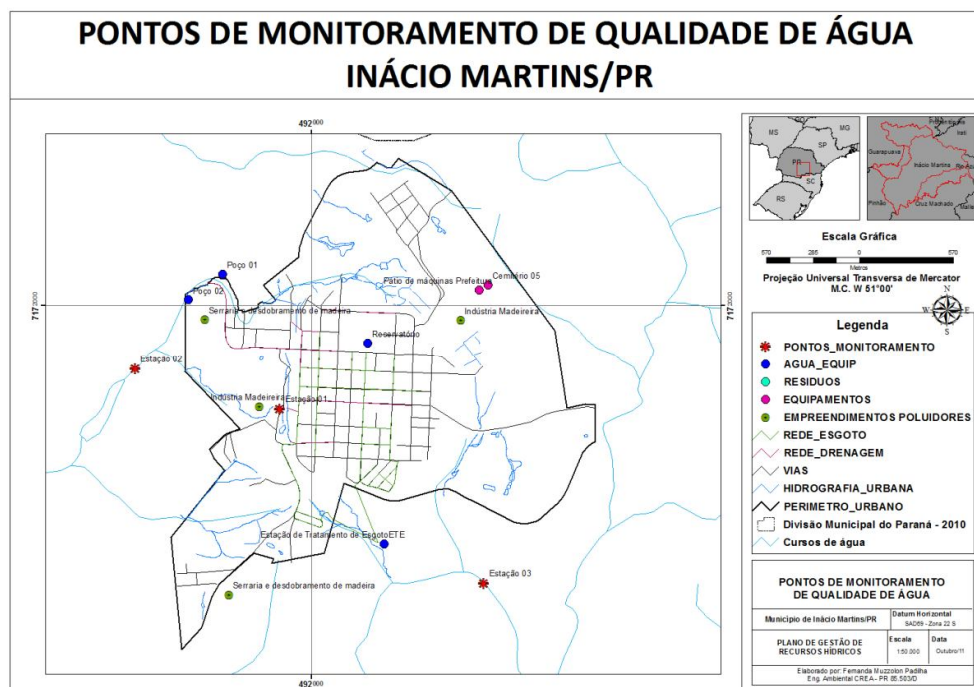 PONTOS DE MONITORAMENTO DE QUALIDADE DE ÁGUA
INÁCIO MARTINS/PR
492000
7172000
7172000
Poço 01
Poço 02
Serraria e desdobramento de madeira
Estação 02
Indústria Madeireira
Estação 01
Reservatório
Cemitério 05
Pátio de máquinas Prefeitura
Indústria Madeireira
Estação de Tratamento de EsgotoETE
Estação 03
Serraria e desdobramento de madeira
492000
MS
MG
SP
PR
SC
RS
Irati
Guarapuava
Inácio Martins
Pinhão
Cruz Machado
Escala Gráfica
570 285 0 570
Metros
Projeção Universal Transversa de Mercator
M.C. W 51°00'
N
W
E
S
Legenda
PONTOS_MONITORAMENTO
AGUA_EQUIP
RESIDUOS
EQUIPAMENTOS
EMPREENDIMENTOS POLUIDORES
REDE_ESGOTO
REDE_DRENAGEM
VIAS
HIDROGRAFIA_URBANA
PERIMETRO_URBANO
Divisão Municipal do Paraná - 2010
Cursos de água
PONTOS DE MONITORAMENTO
DE QUALIDADE DE ÁGUA
Município de Inácio Martins/PR
Datum Horizontal
SAD69 - Zona 22 S
PLANO DE GESTÃO DE
RECURSOS HÍDRICOS
Escala
1:50.000
Data
Outubro/11
Elaborado por: Fernanda Muzzolon Padilha
Eng. Ambiental CREA - PR 85.503/D